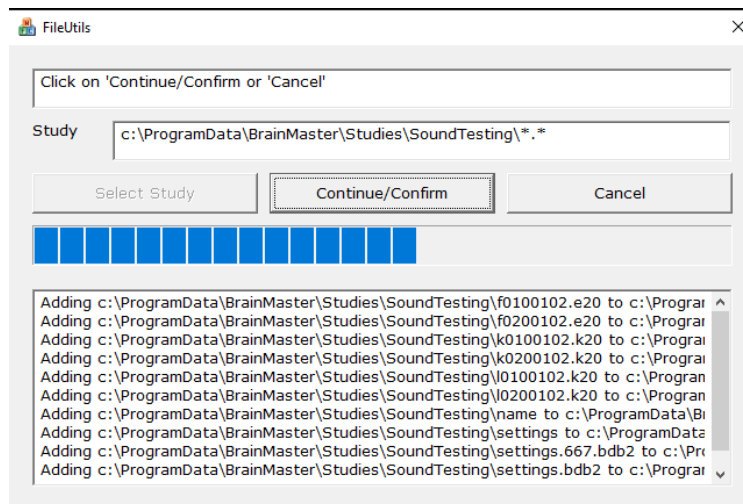 FileUtils
Click on 'Continue/Confirm or 'Cancel'
Study
c:\ProgramData\BrainMaster\Studies\SoundTesting\*.*
Select Study
Continue/Confirm
Cancel
Adding c:\ProgramData\BrainMaster\Studies\SoundTesting\f0100102.e20 to c:\Prograr
Adding c:\ProgramData\BrainMaster\Studies\SoundTesting\f0200102.e20 to c:\Prograr
Adding c:\ProgramData\BrainMaster\Studies\SoundTesting\k0100102.k20 to c:\Prograr
Adding c:\ProgramData\BrainMaster\Studies\SoundTesting\k0200102.k20 to c:\Prograr
Adding c:\ProgramData\BrainMaster\Studies\SoundTesting\l0100102.k20 to c:\Program
Adding c:\ProgramData\BrainMaster\Studies\SoundTesting\l0200102.k20 to c:\Program
Adding c:\ProgramData\BrainMaster\Studies\SoundTesting\name to c:\ProgramData\B
Adding c:\ProgramData\BrainMaster\Studies\SoundTesting\settings to c:\ProgramData
Adding c:\ProgramData\BrainMaster\Studies\SoundTesting\settings.667.bdb2 to c:\Pro
Adding c:\ProgramData\BrainMaster\Studies\SoundTesting\settings.bdb2 to c:\Prograr